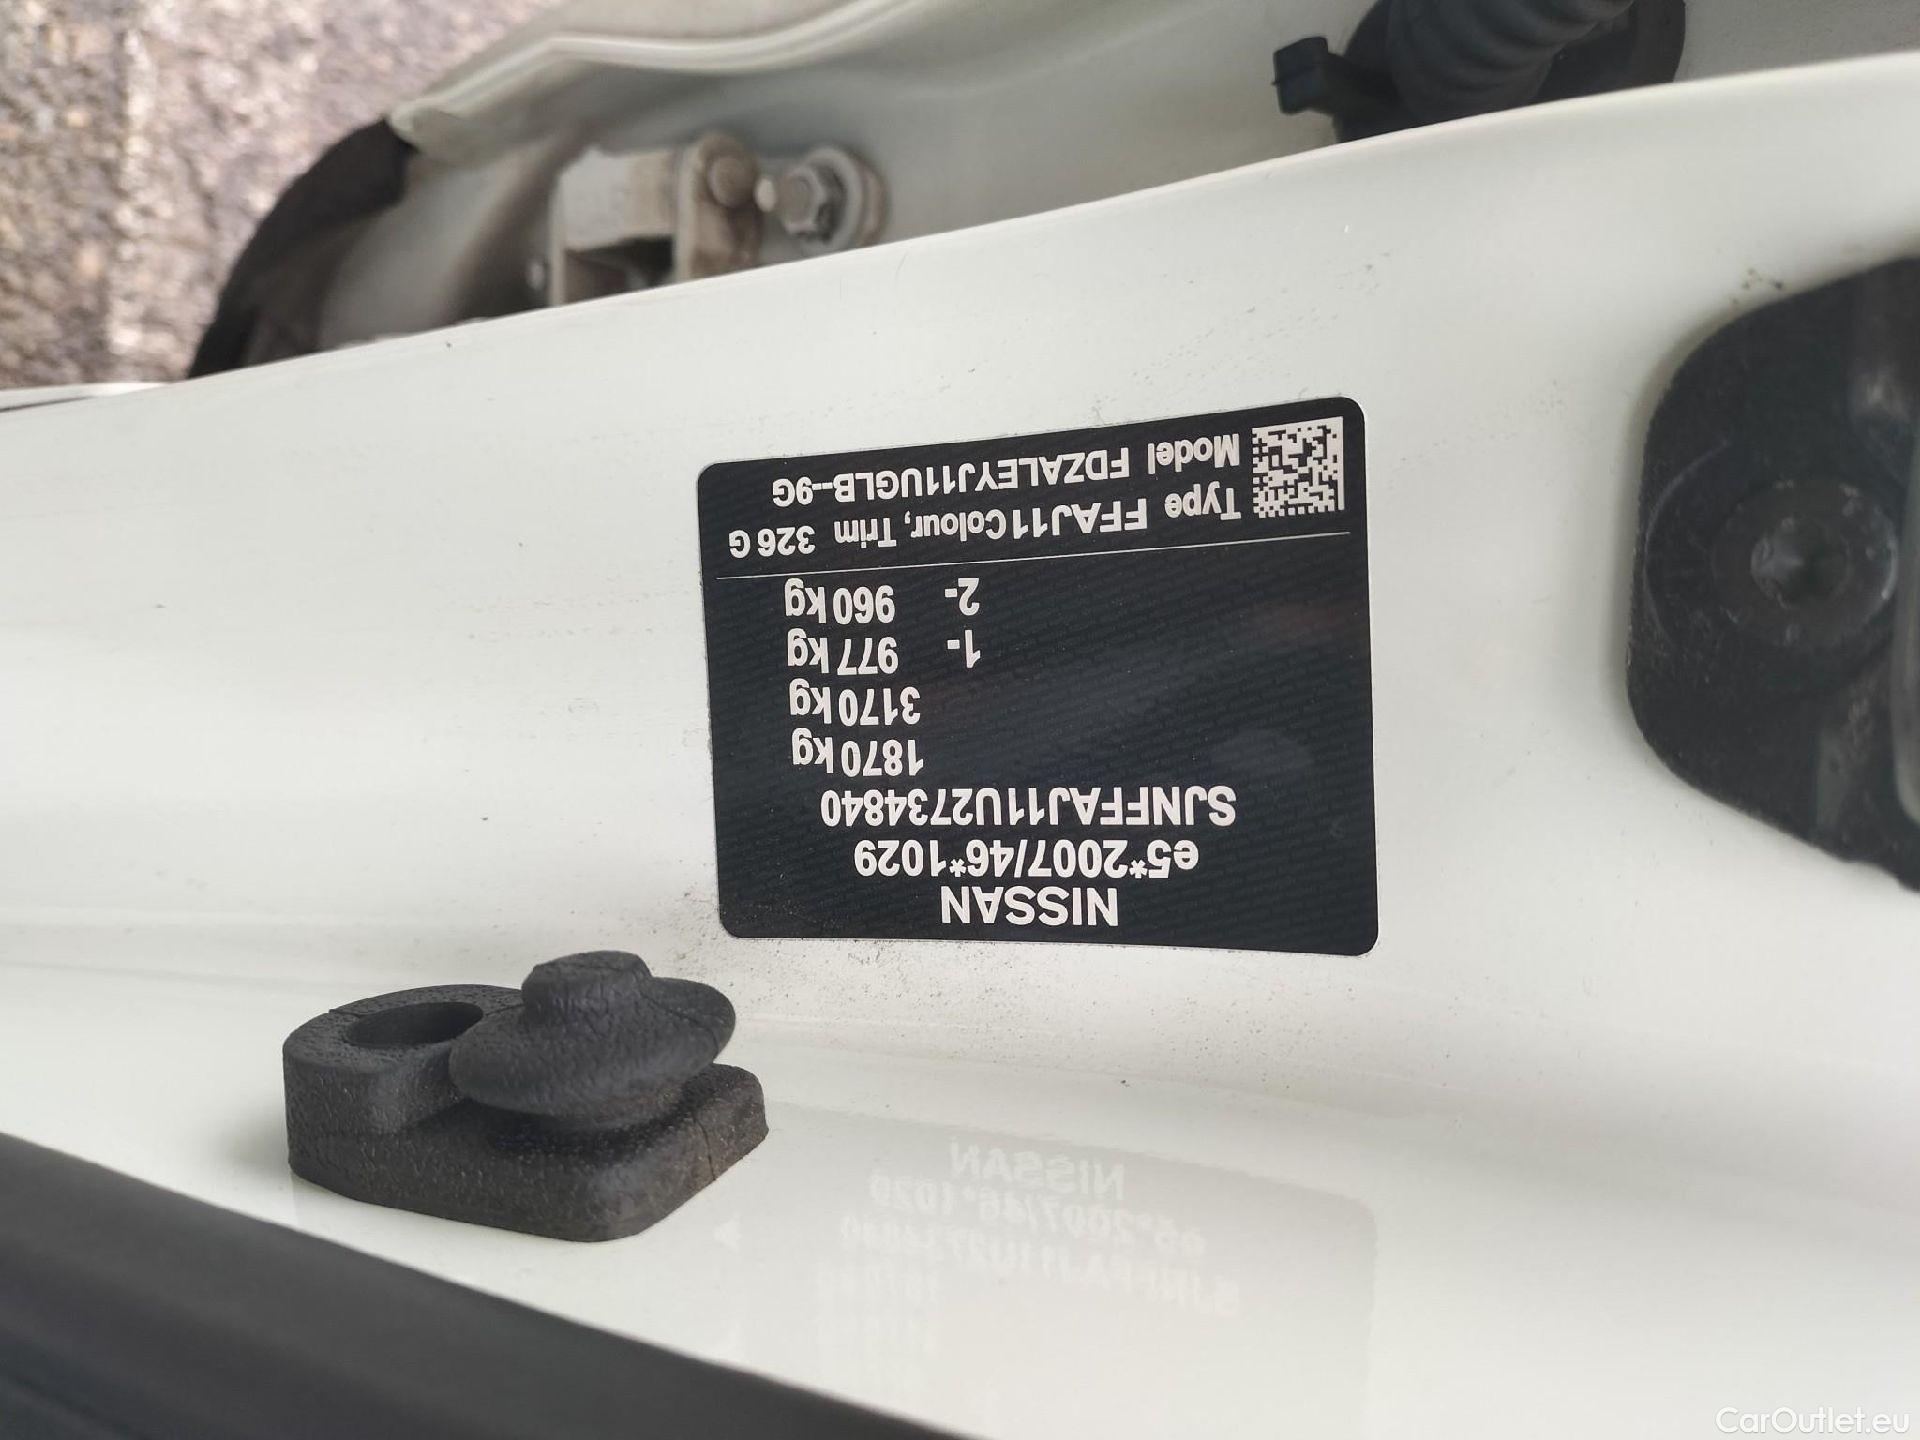 NISSAN
e5*2007/46*1029
SJNFFAJ11U2734840
1870 kg
3170 kg
1- 977 kg
2- 960 kg
Type FFAJ11 Colour, Trim 326 G
Model FDZALEYJ11UGLB--9G
CarOutlet.eu